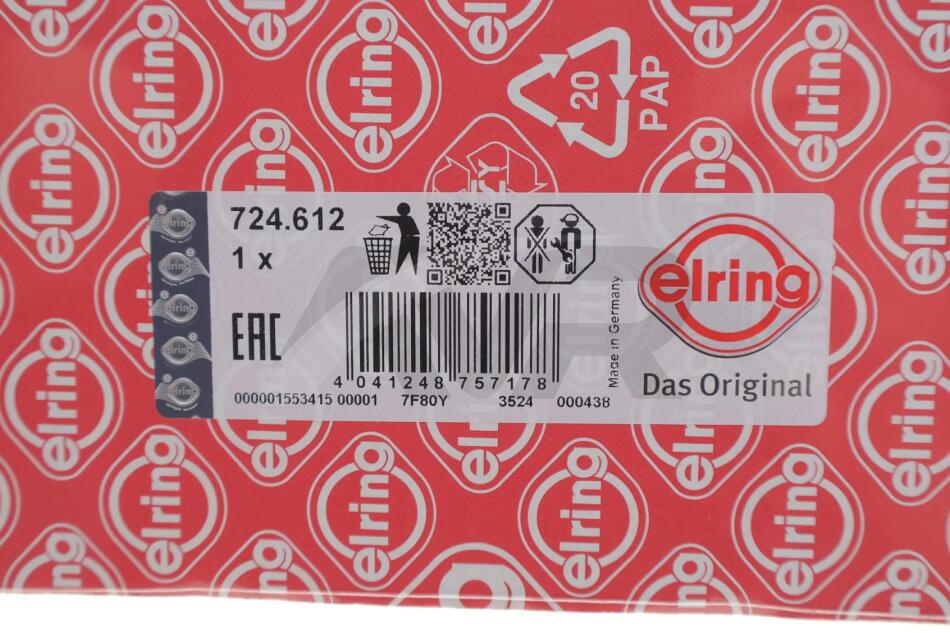 elring
20
PAP
724.612
1 x
EAC
4 041248 757178
000001553415 00001 7F80Y 3524 000438
Made in Germany
elring
Das Original